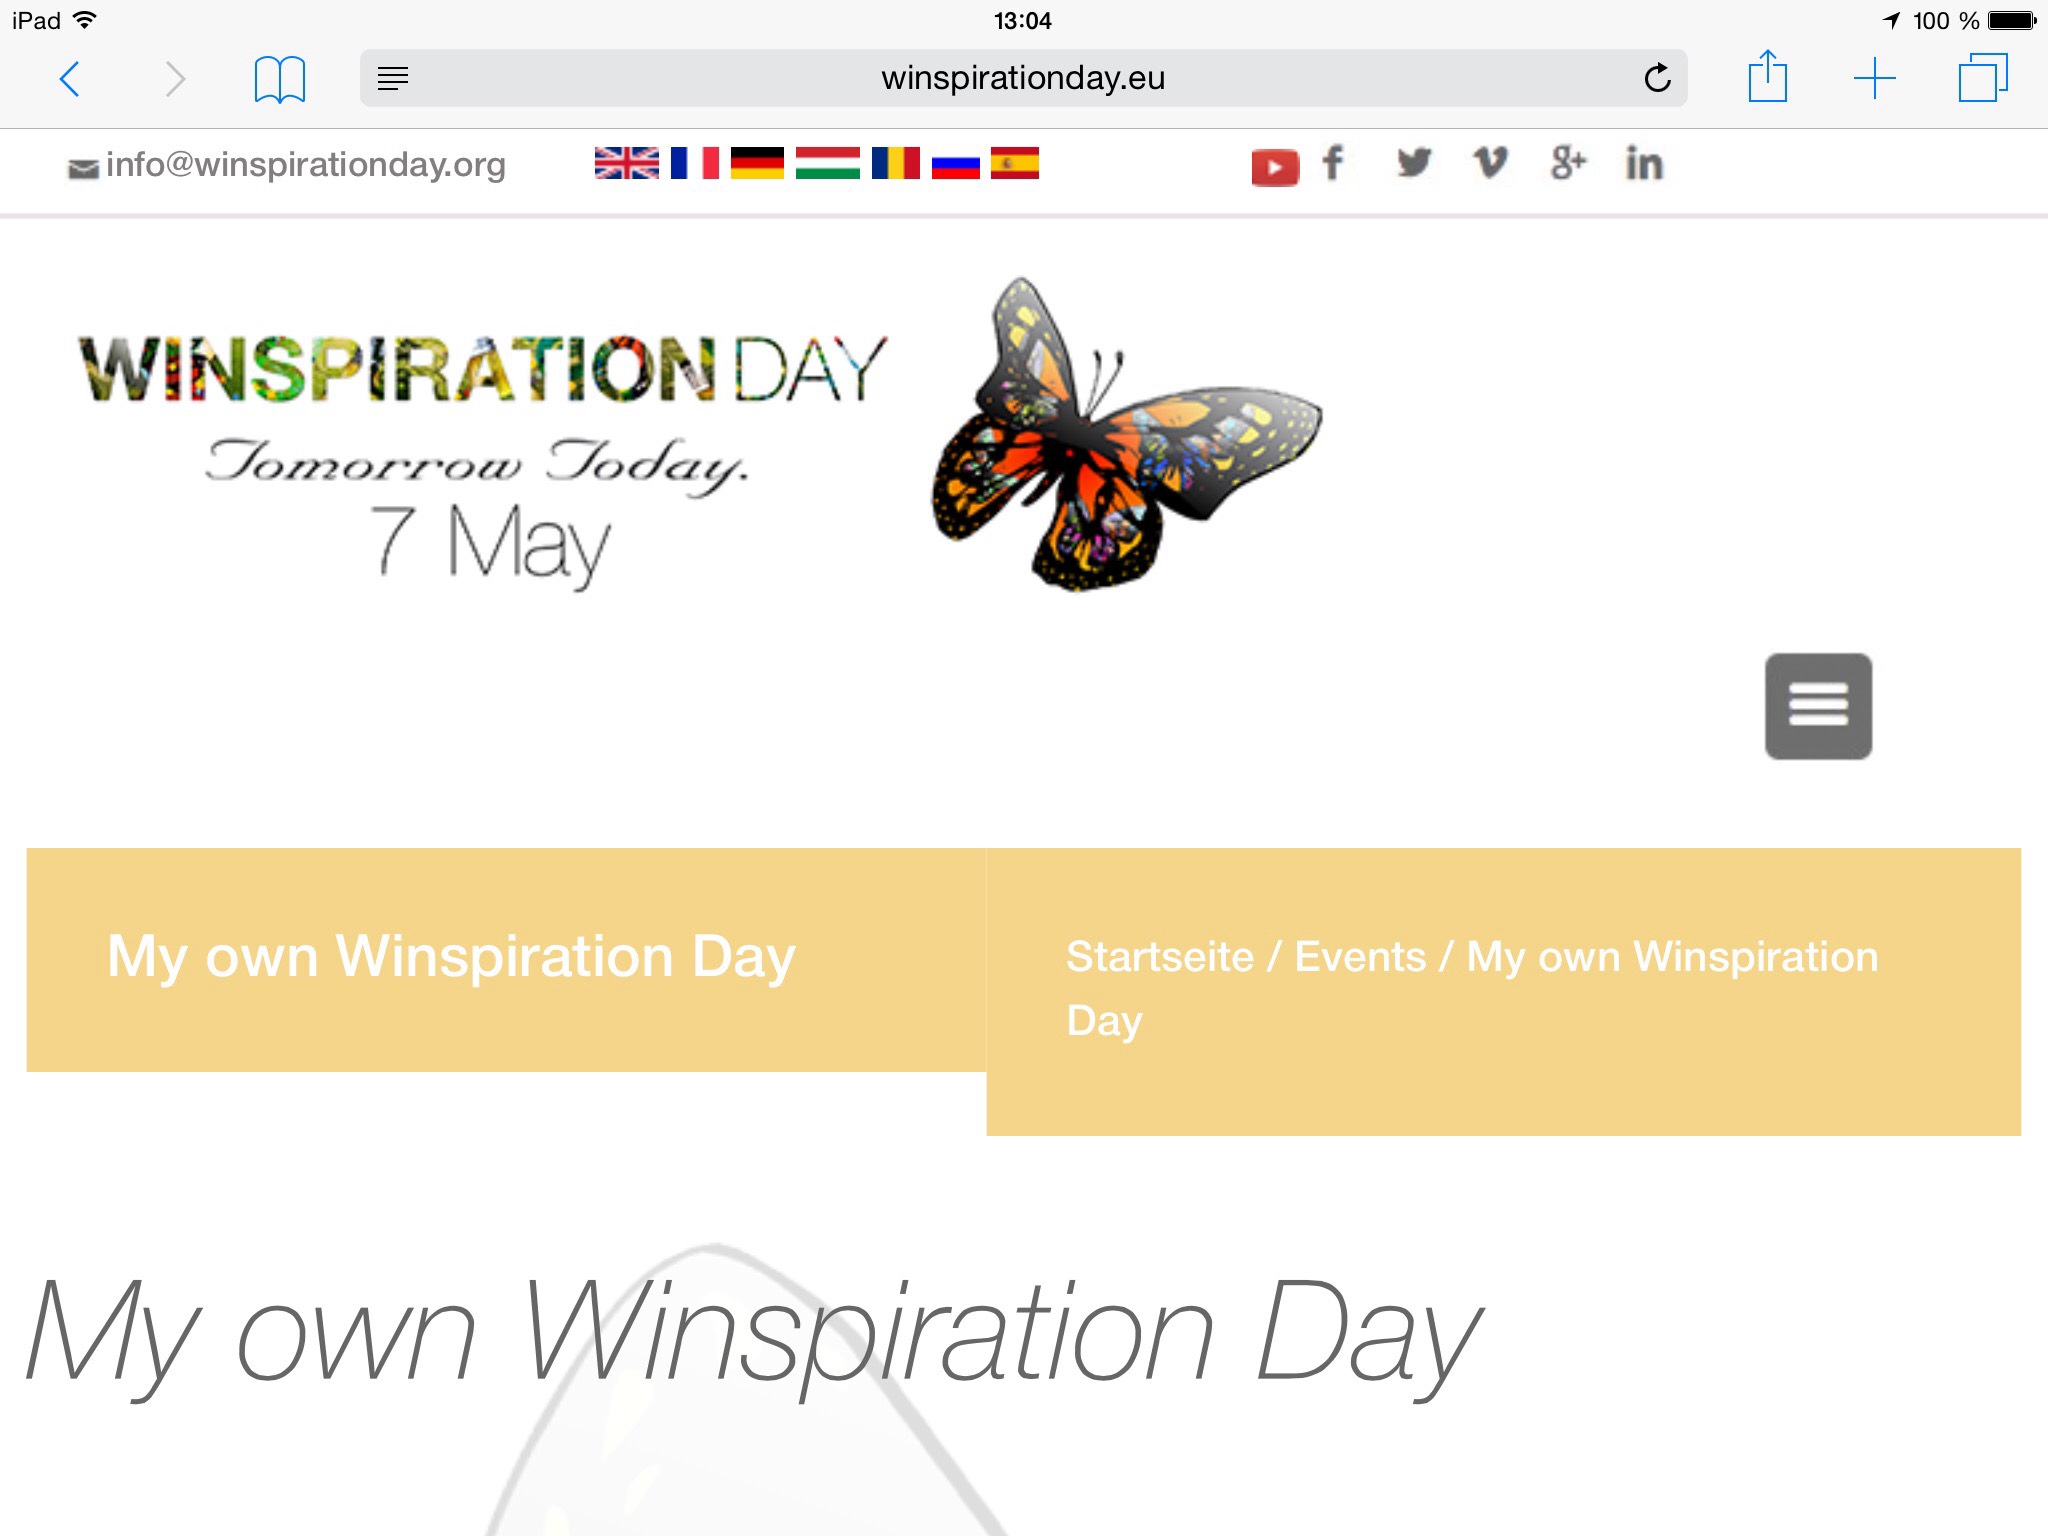 iPad 13:04 100 %
winspirationday.eu
info@winspirationday.org f g+ in
WINSPIRATION DAY
Tomorrow Today.
7 May
My own Winspiration Day
Startseite / Events / My own Winspiration
Day
My own Winspiration Day